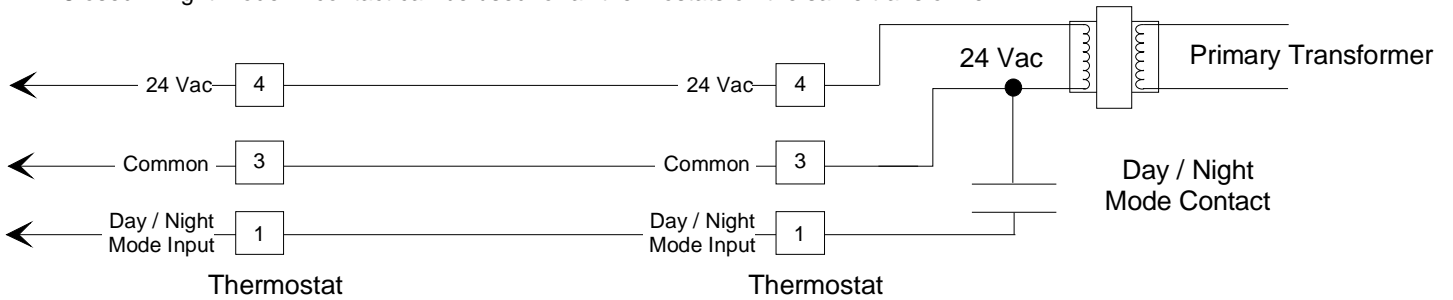 24 Vac
Primary Transformer
24 Vac 4
24 Vac 4
Common 3
Common 3
Day / Night
Mode Contact
Day / Night
Mode Input
1
Day / Night
Mode Input
1
Thermostat
Thermostat